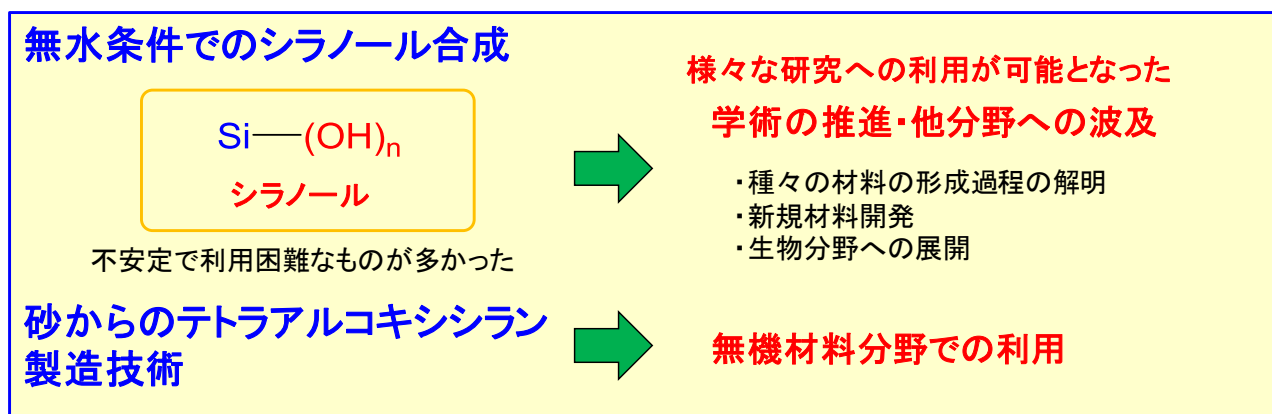 無水条件でのシラノール合成
Si—(OH)n
シラノール
不安定で利用困難なものが多かった
様々な研究への利用が可能となった
学術の推進・他分野への波及
・種々の材料の形成過程の解明
・新規材料開発
・生物分野への展開
砂からのテトラアルコキシシラン
製造技術
無機材料分野での利用